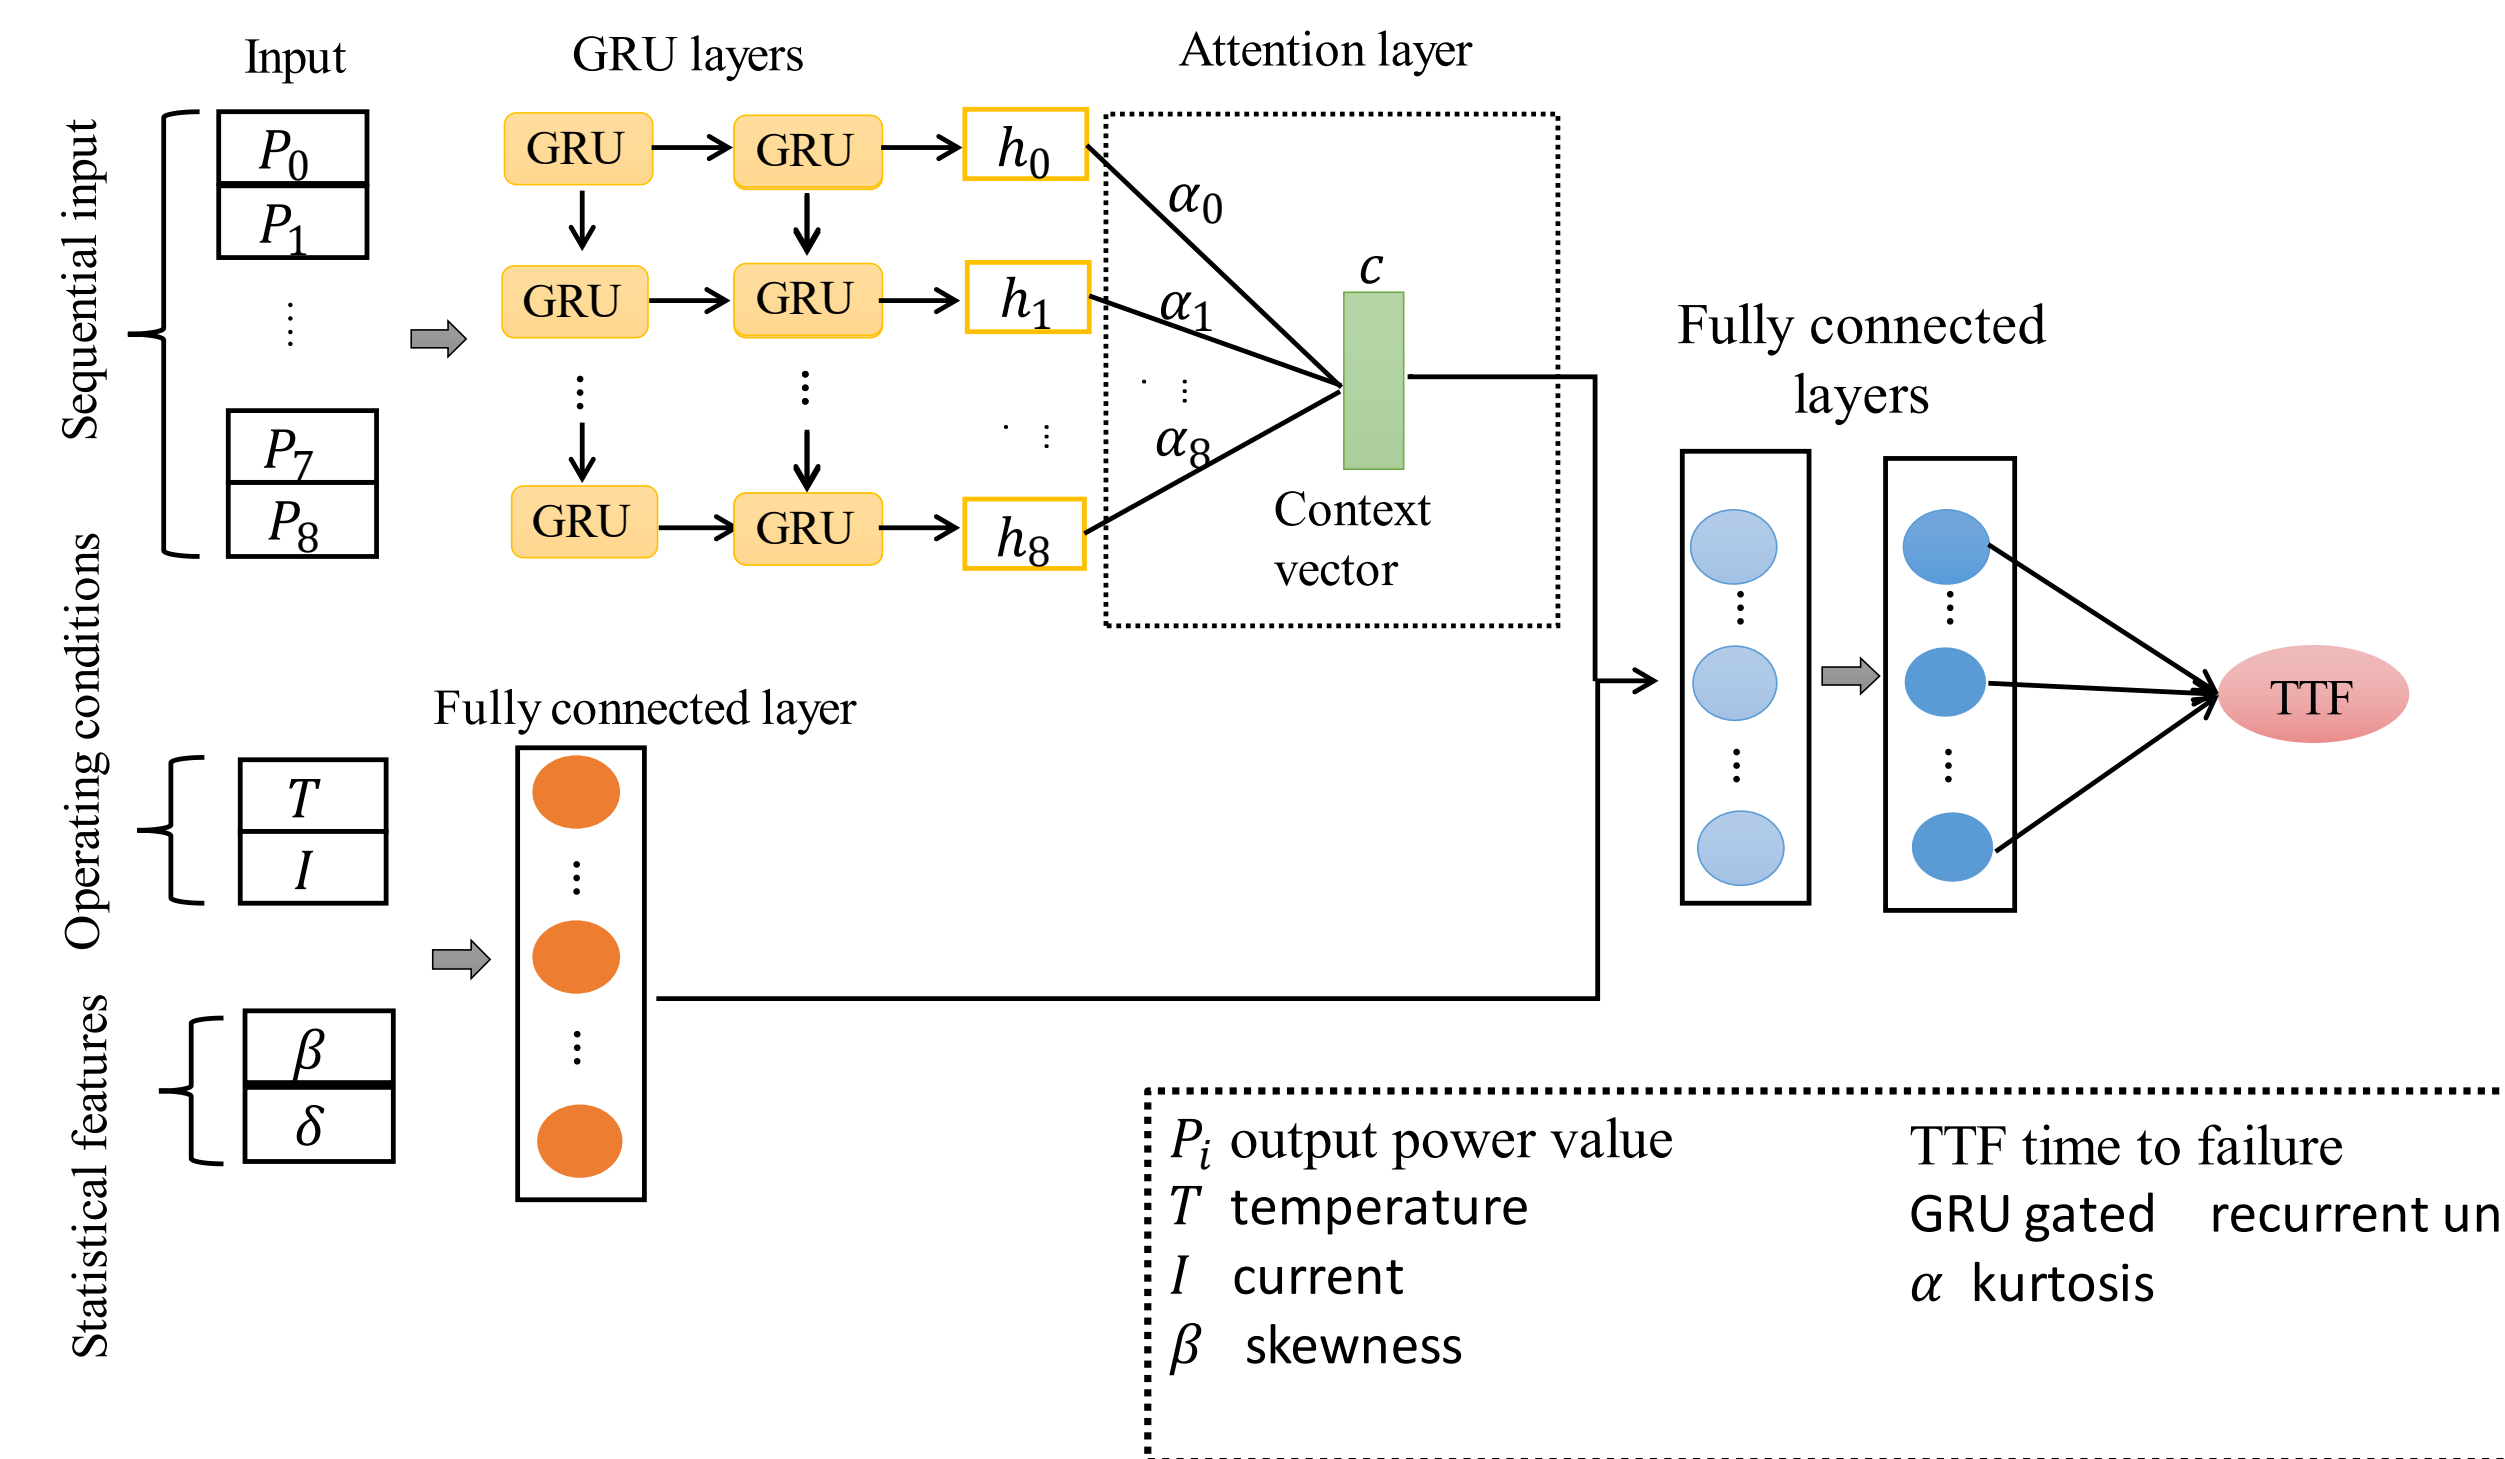 Input
GRU layers
Attention layer
Sequential input
P0
P1
P7
P8
GRU
GRU
h0
GRU
GRU
h1
GRU
GRU
h8
α0
α1
α8
c
Context
vector
Fully connected
layers
TTF
Operating conditions
T
I
Fully connected layer
Statistical features
β
δ
Pi output power value
T temperature
I current
β skewness
TTF time to failure
GRU gated recurrent un
α kurtosis